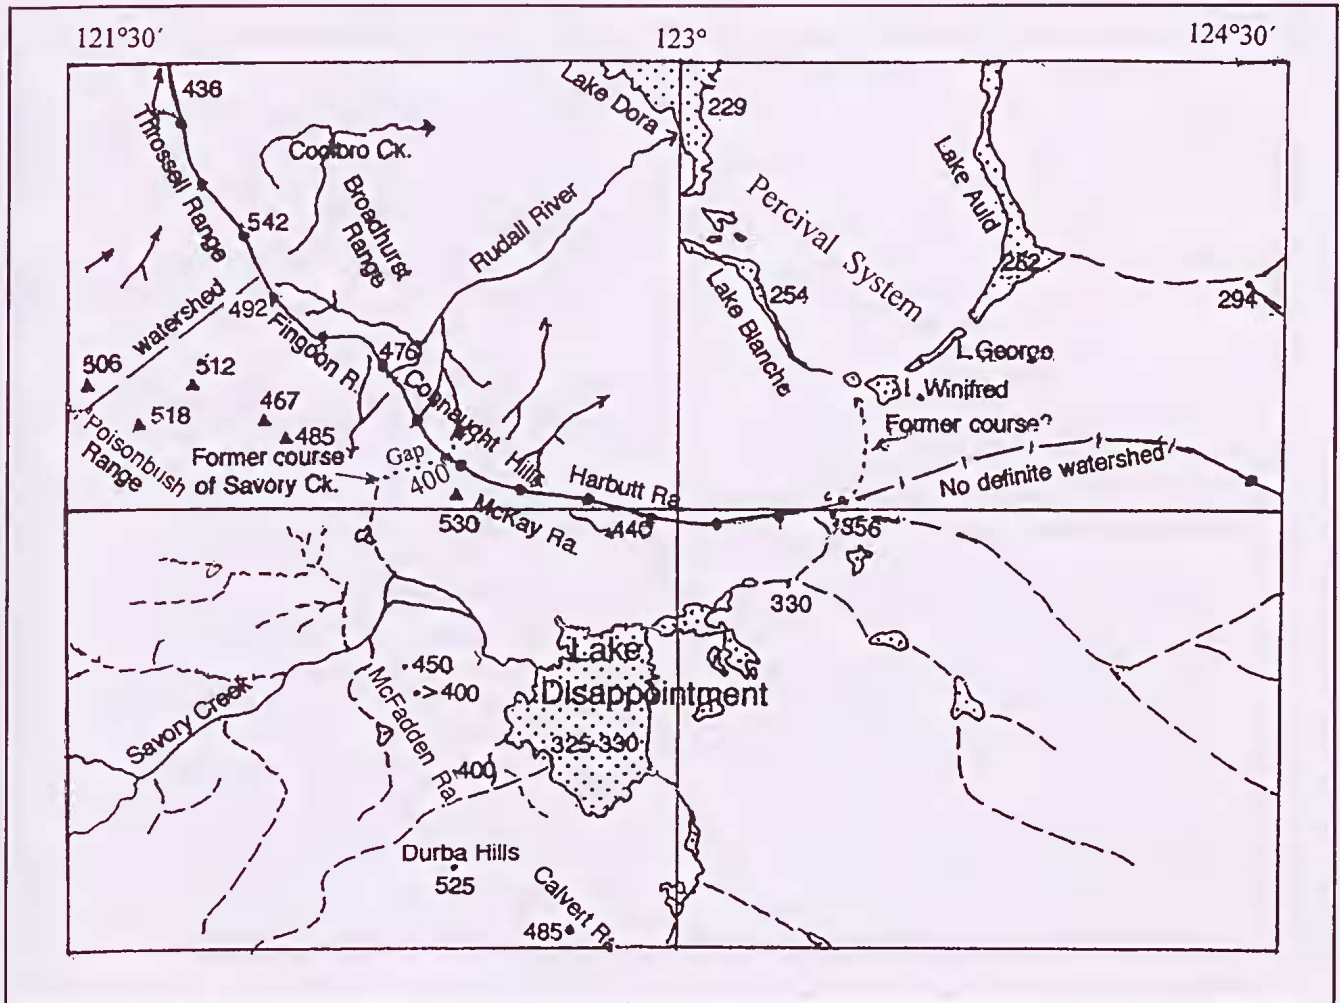 121°30′
123°
124°30′
436
Throssell Range
Coolbro Ck.
Broadhurst
Range
542
Lake Dora
229
Rudall River
Percival System
Lake Auld
252
294
254
Lake Blanche
L. George
L. Winifred
Former course?
No definite watershed
watershed
492
Fingoon R.
476
Connaught Hills
506
512
518
467
485
Poisonbush
Range
Former course
of Savory Ck.
Gap
400
Harbutt Ra
McKay Ra.
530
440
356
330
Lake
Disappointment
325-330
450
>400
McFadden Ra.
400
Savory Creek
Durba Hills
525
Calvert Ra
485